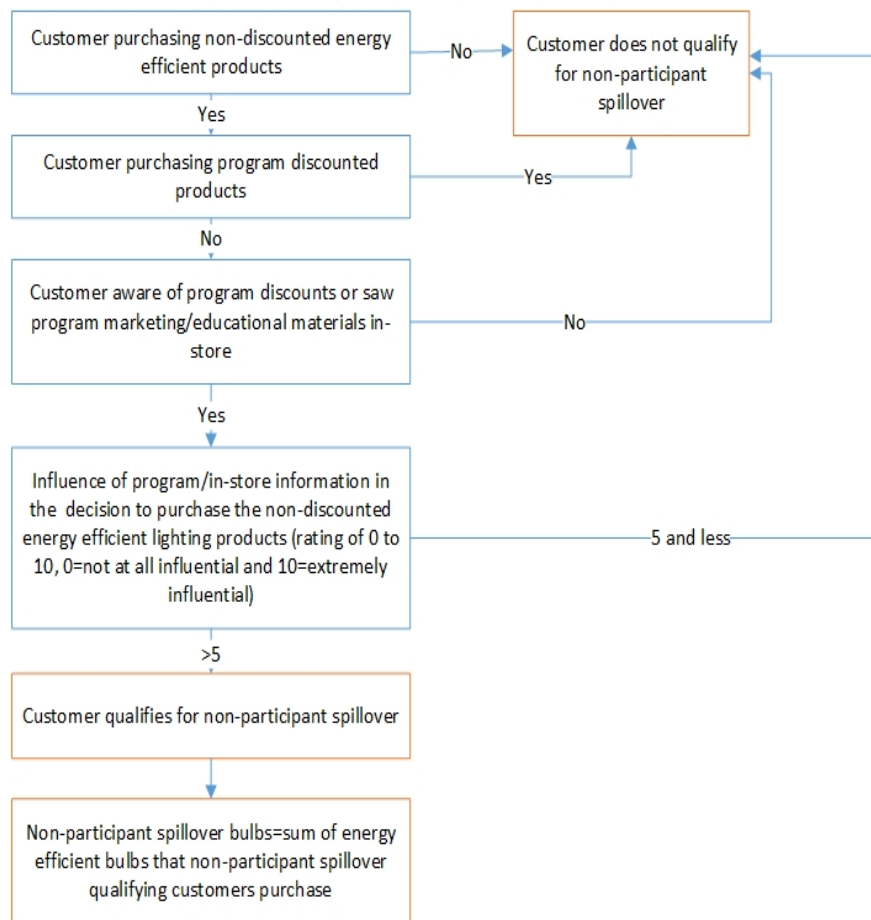 Customer purchasing non-discounted energy
efficient products
No
Customer does not qualify
for non-participant
spillover
Yes
Customer purchasing program discounted
products
Yes
No
Customer aware of program discounts or saw
program marketing/educational materials in-
store
No
Yes
Influence of program/in-store information in
the decision to purchase the non-discounted
energy efficient lighting products (rating of 0 to
10, 0=not at all influential and 10=extremely
influential)
5 and less
>5
Customer qualifies for non-participant spillover
Non-participant spillover bulbs=sum of energy
efficient bulbs that non-participant spillover
qualifying customers purchase